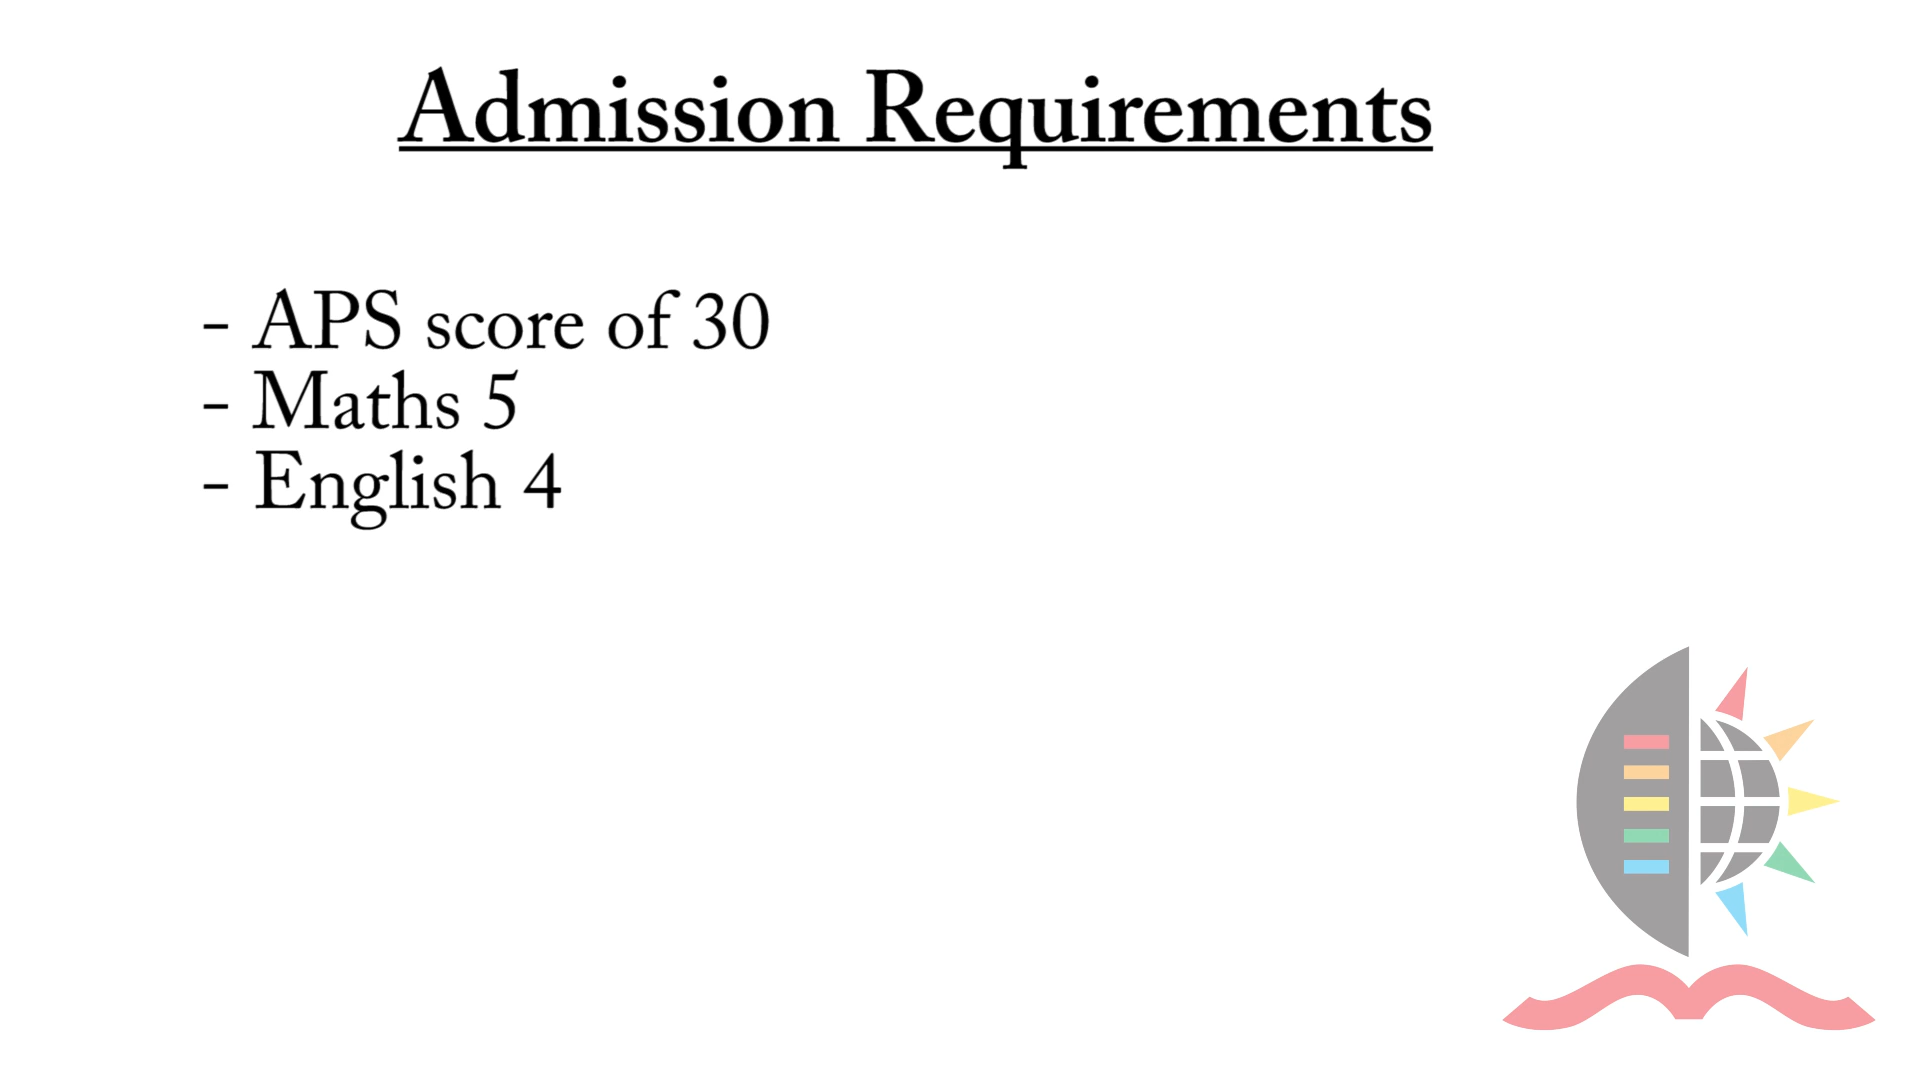 Admission Requirements
- APS score of 30
- Maths 5
- English 4